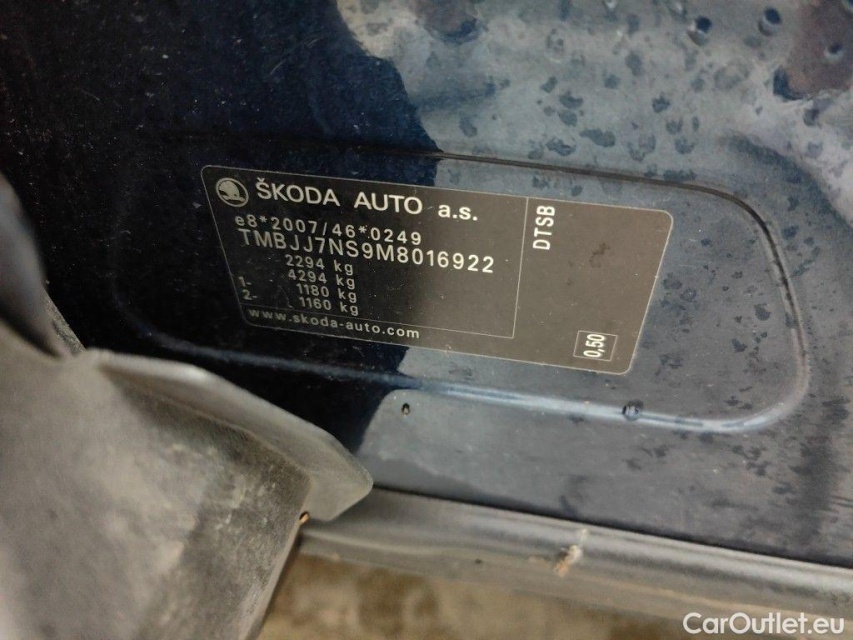 ŠKODA AUTO a.s.
e8*2007/46*0249
TMBJJ7NS9M8016922
2294 kg
4294 kg
1- 1180 kg
2- 1160 kg
www.skoda-auto.com
DTSB
0,50
CarOutlet.eu